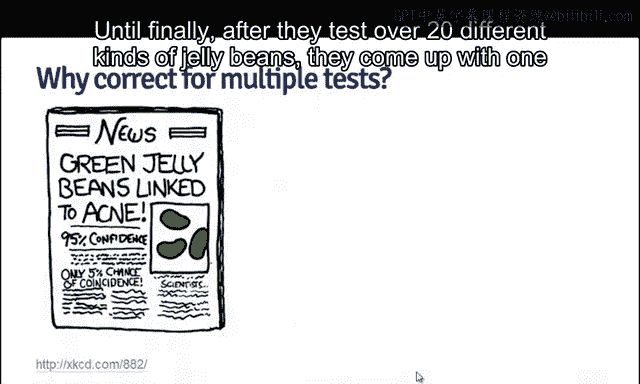 Until finally, after they test over 20 different
kinds of jelly beans, they come up with one
Why correct for multiple tests?
NEWS
GREEN JELLY
BEANS LINKED
TO ACNE!
95% CONFIDENCE
ONLY 5% CHANCE
OF COINCIDENCE!
SCIENTISTS...
http://xkcd.com/882/